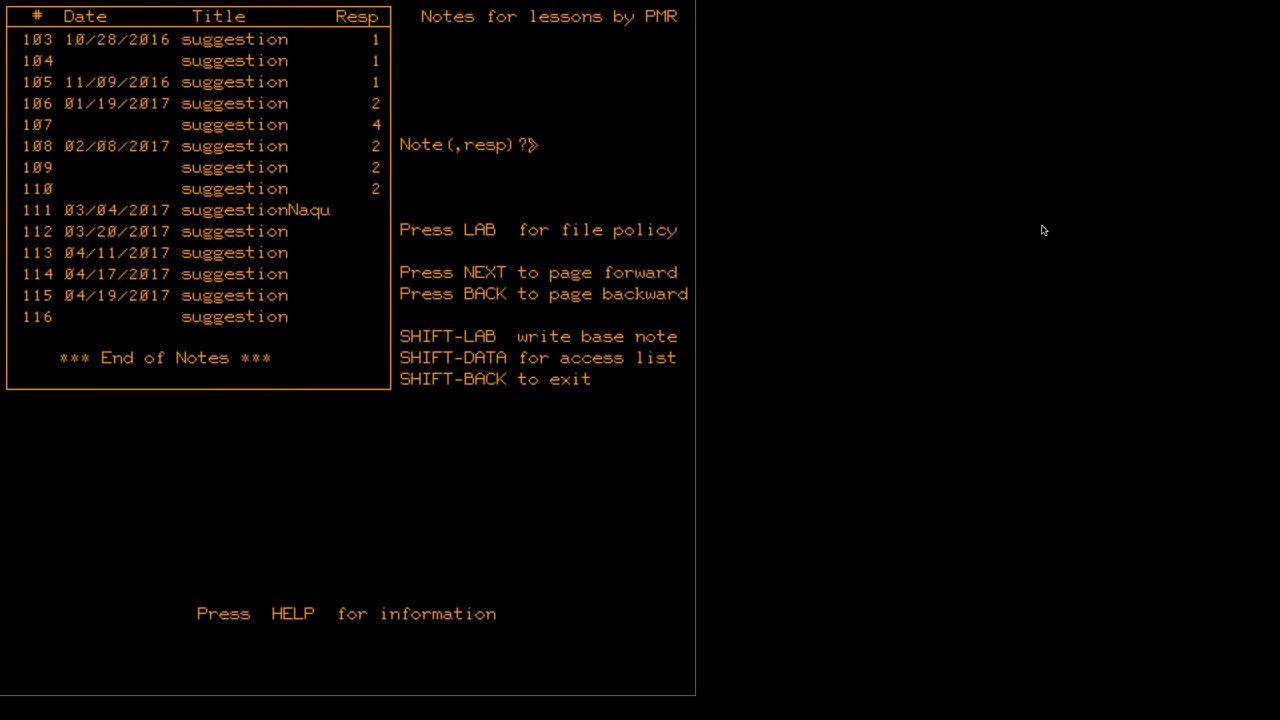 # Date Title Resp
103 10/28/2016 suggestion 1
104 suggestion 1
105 11/09/2016 suggestion 1
106 01/19/2017 suggestion 2
107 suggestion 4
108 02/08/2017 suggestion 2
109 suggestion 2
110 suggestion 2
111 03/04/2017 suggestionNaqu
112 03/20/2017 suggestion
113 04/11/2017 suggestion
114 04/17/2017 suggestion
115 04/19/2017 suggestion
116 suggestion
*** End of Notes ***
Notes for lessons by PMR
Note(,resp)?>
Press LAB for file policy
Press NEXT to page forward
Press BACK to page backward
SHIFT-LAB write base note
SHIFT-DATA for access list
SHIFT-BACK to exit
Press HELP for information